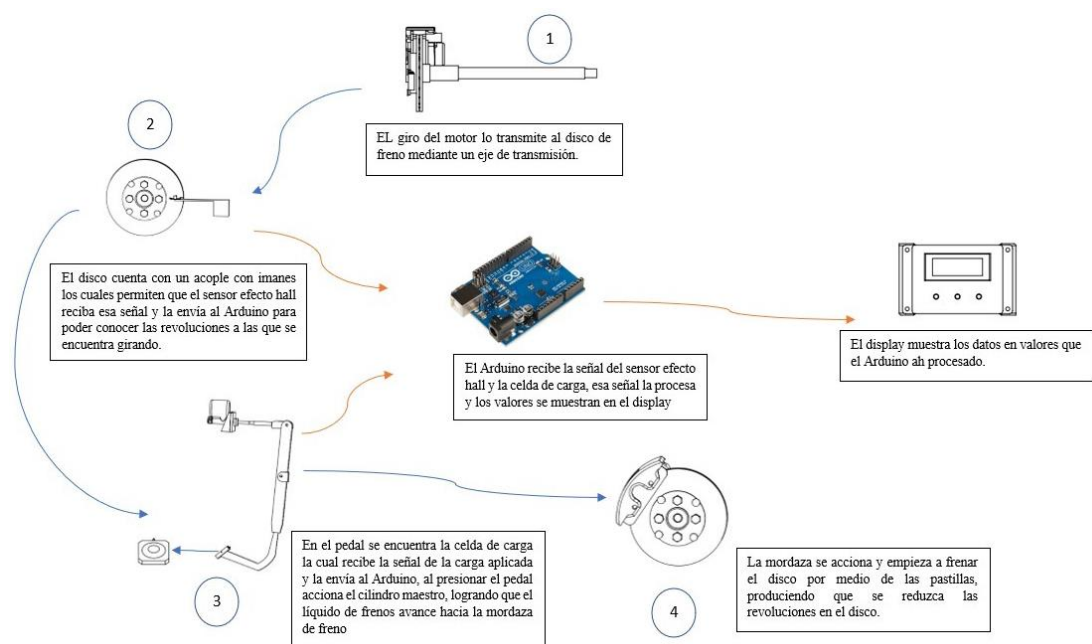 1
EL giro del motor lo transmite al disco de
freno mediante un eje de transmisión.
2
El disco cuenta con un acople con imanes
los cuales permiten que el sensor efecto hall
reciba esa señal y la envía al Arduino para
poder conocer las revoluciones a las que se
encuentra girando.
El Arduino recibe la señal del sensor efecto
hall y la celda de carga, esa señal la procesa
y los valores se muestran en el display
El display muestra los datos en valores que
el Arduino ah procesado.
3
En el pedal se encuentra la celda de carga
la cual recibe la señal de la carga aplicada
y la envía al Arduino, al presionar el pedal
acciona el cilindro maestro, logrando que el
líquido de frenos avance hacia la mordaza
de freno
4
La mordaza se acciona y empieza a frenar
el disco por medio de las pastillas,
produciendo que se reduzca las
revoluciones en el disco.